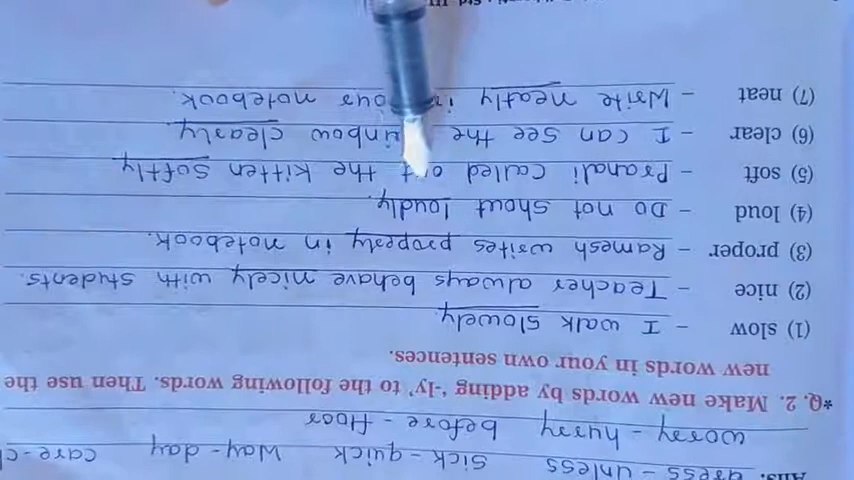 Ans. dress - unless sick - quick way - day care - c
worry - hurry before - floor
*Q. 2. Make new words by adding '-ly' to the following words. Then use the
new words in your own sentences.
(1) slow - I walk slowely.
(2) nice - Teacher always behave nicely with students.
(3) proper - Ramesh writes properly in notebook.
(4) loud - Do not shout loudly.
(5) soft - Pranali called the kitten softly
(6) clear - I can see the clearly.
(7) neat - Write neatly notebook.
Std. III